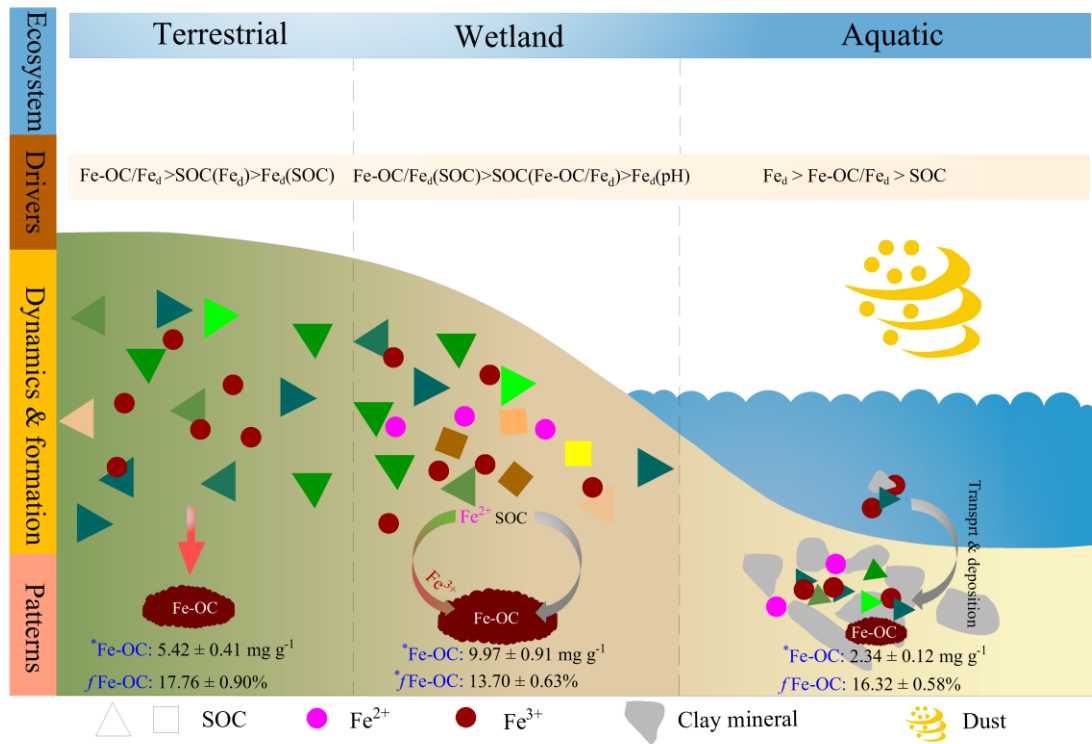 Ecosystem
Terrestrial
Wetland
Aquatic
Drivers
Fe-OC/Fed >SOC(Fed)>Fed(SOC)
Fe-OC/Fed(SOC)>SOC(Fe-OC/Fed)>Fed(pH)
Fed > Fe-OC/Fed > SOC
Dynamics & formation
Fe2+ SOC
Fe3+
Transprt & deposition
Patterns
Fe-OC
Fe-OC
Fe-OC
*Fe-OC: 5.42 ± 0.41 mg g-1
fFe-OC: 17.76 ± 0.90%
*Fe-OC: 9.97 ± 0.91 mg g-1
*fFe-OC: 13.70 ± 0.63%
*Fe-OC: 2.34 ± 0.12 mg g-1
fFe-OC: 16.32 ± 0.58%
SOC
Fe2+
Fe3+
Clay mineral
Dust